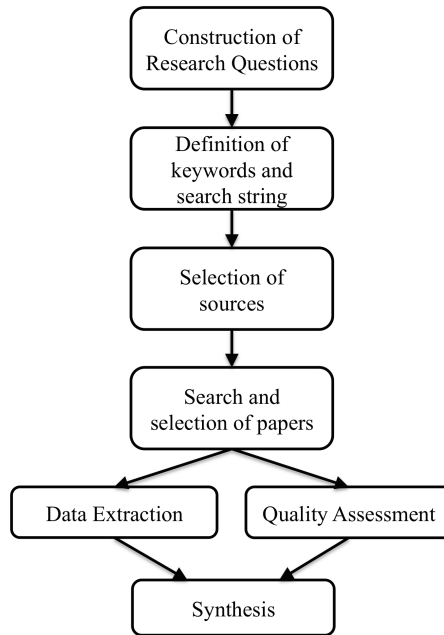 Construction of
Research Questions
Definition of
keywords and
search string
Selection of
sources
Search and
selection of papers
Data Extraction
Quality Assessment
Synthesis